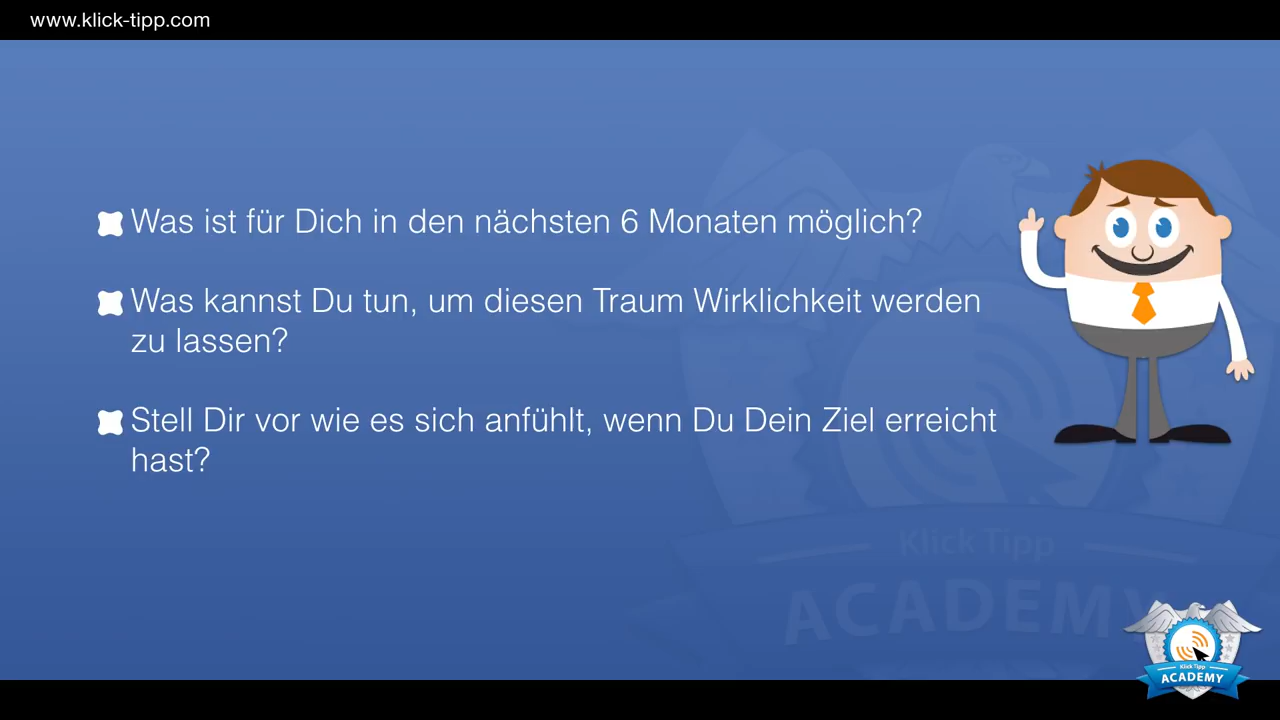 www.klick-tipp.com
Was ist für Dich in den nächsten 6 Monaten möglich?
Was kannst Du tun, um diesen Traum Wirklichkeit werden
zu lassen?
Stell Dir vor wie es sich anfühlt, wenn Du Dein Ziel erreicht
hast?
Klick Tipp
ACADEMY
Klick Tipp
ACADEMY